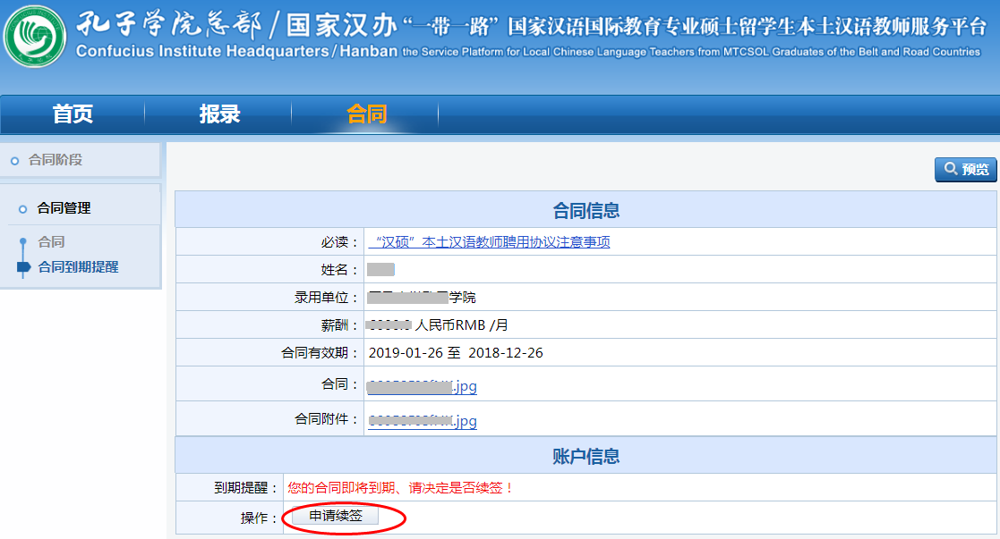 孔子学院总部/国家汉办 “一带一路” 国家汉语国际教育专业硕士留学生本土汉语教师服务平台
Confucius Institute Headquarters/Hanban the Service Platform for Local Chinese Language Teachers from MTCSOL Graduates of the Belt and Road Countries
首页 报录 合同
合同阶段
预览
合同管理
合同
合同到期提醒
合同信息
必读： “汉硕”本土汉语教师聘用协议注意事项
姓名：
录用单位： 学院
薪酬： 人民币RMB /月
合同有效期： 2019-01-26 至 2018-12-26
合同： .jpg
合同附件： .jpg
账户信息
到期提醒： 您的合同即将到期、请决定是否续签！
操作： 申请续签